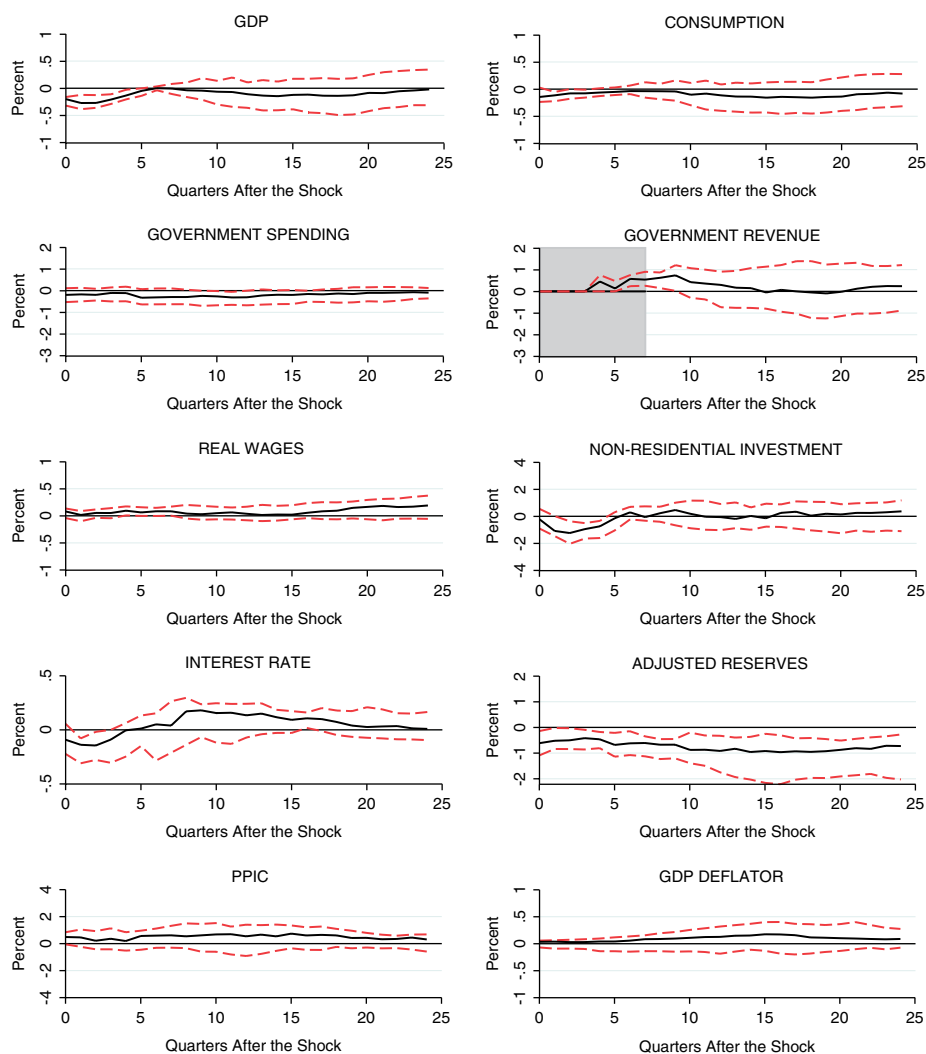 GDP
Percent
1
.5
0
-.5
-1
0 5 10 15 20 25
Quarters After the Shock
CONSUMPTION
Percent
1
.5
0
-.5
-1
0 5 10 15 20 25
Quarters After the Shock
GOVERNMENT SPENDING
Percent
2
1
0
-1
-2
-3
0 5 10 15 20 25
Quarters After the Shock
GOVERNMENT REVENUE
Percent
2
1
0
-1
-2
-3
0 5 10 15 20 25
Quarters After the Shock
REAL WAGES
Percent
1
.5
0
-.5
-1
0 5 10 15 20 25
Quarters After the Shock
NON-RESIDENTIAL INVESTMENT
Percent
4
2
0
-2
-4
0 5 10 15 20 25
Quarters After the Shock
INTEREST RATE
Percent
.5
0
-.5
0 5 10 15 20 25
Quarters After the Shock
ADJUSTED RESERVES
Percent
2
1
0
-1
-2
0 5 10 15 20 25
Quarters After the Shock
PPIC
Percent
4
2
0
-2
-4
0 5 10 15 20 25
Quarters After the Shock
GDP DEFLATOR
Percent
1
.5
0
-.5
-1
0 5 10 15 20 25
Quarters After the Shock